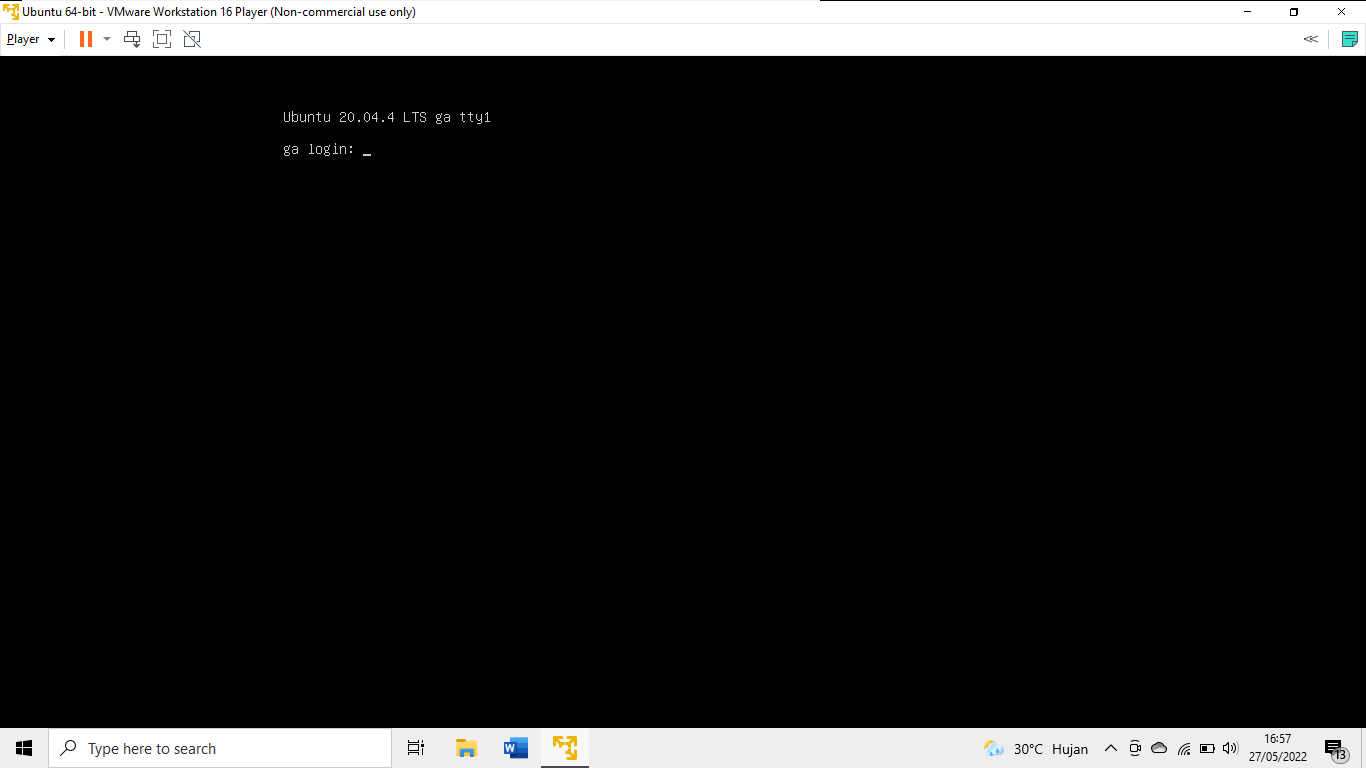 Ubuntu 64-bit - VMware Workstation 16 Player (Non-commercial use only)
Player
Ubuntu 20.04.4 LTS ga tty1
ga login: _
Type here to search
30°C Hujan
16:57
27/05/2022
13